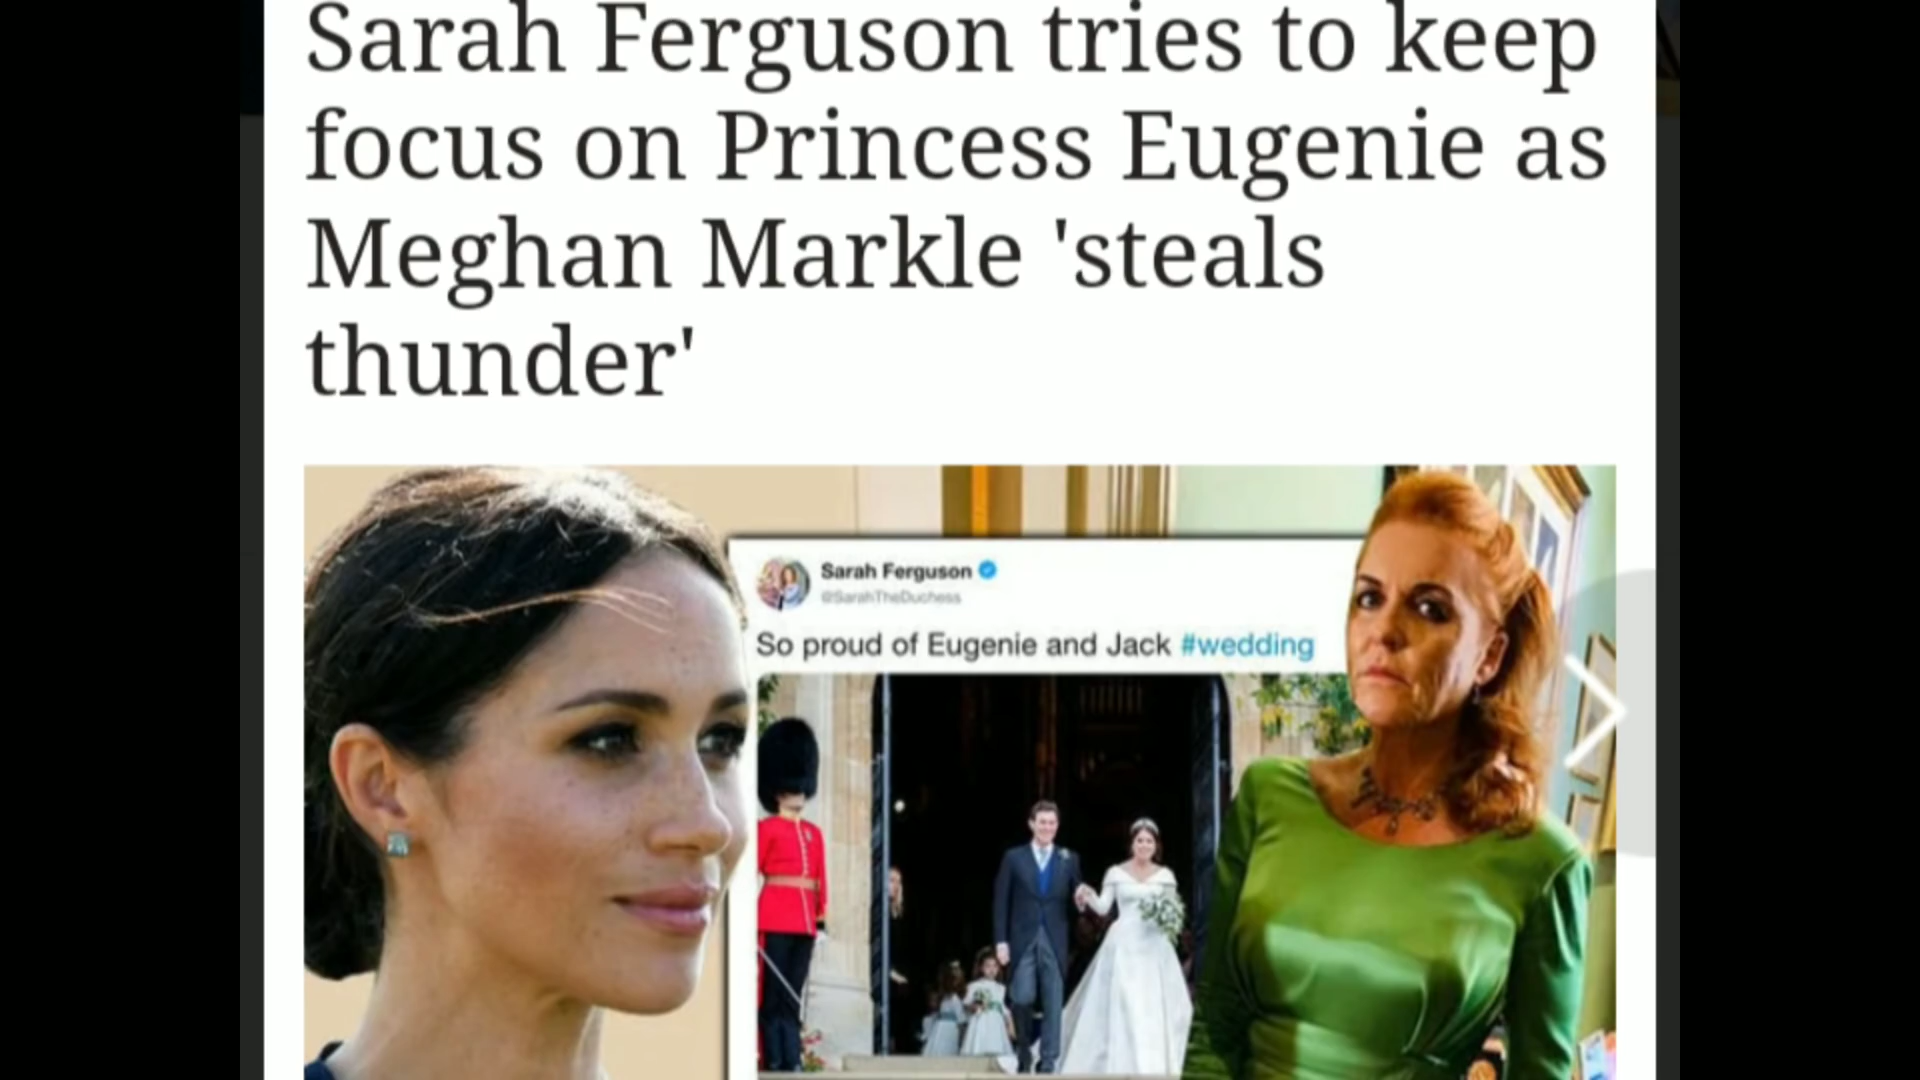 Sarah Ferguson tries to keep
focus on Princess Eugenie as
Meghan Markle 'steals
thunder'
Sarah Ferguson
@SarahTheDuchess
So proud of Eugenie and Jack #wedding